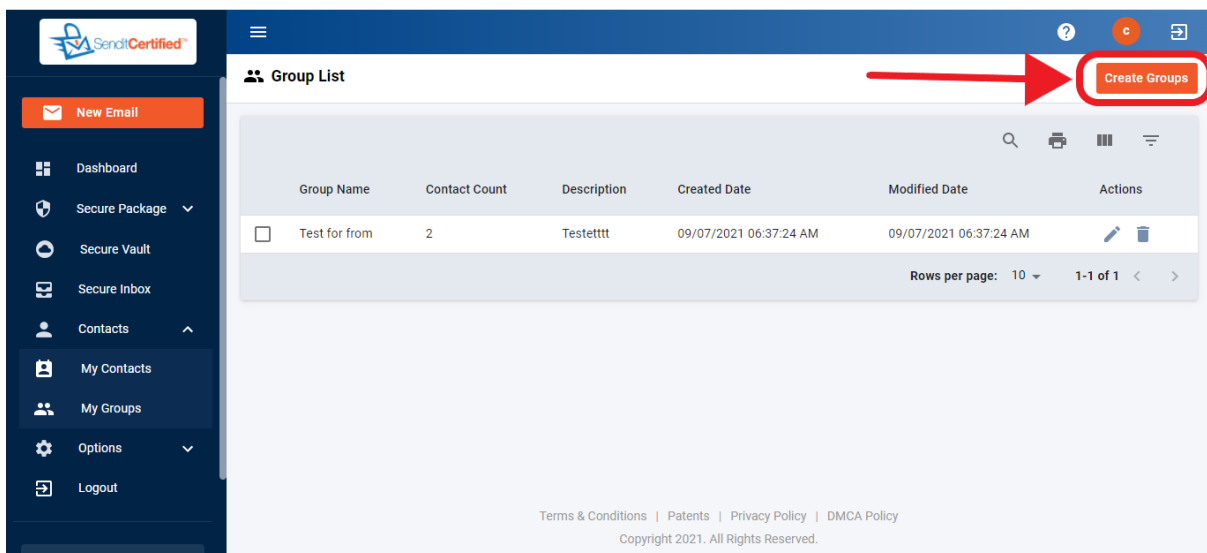 SenditCertified™
c
Group List
Create Groups
New Email
Dashboard
Secure Package
Secure Vault
Secure Inbox
Contacts
My Contacts
My Groups
Options
Logout
Group Name Contact Count Description Created Date Modified Date Actions
Test for from 2 Testetttt 09/07/2021 06:37:24 AM 09/07/2021 06:37:24 AM
Rows per page: 10 1-1 of 1
Terms & Conditions | Patents | Privacy Policy | DMCA Policy
Copyright 2021. All Rights Reserved.